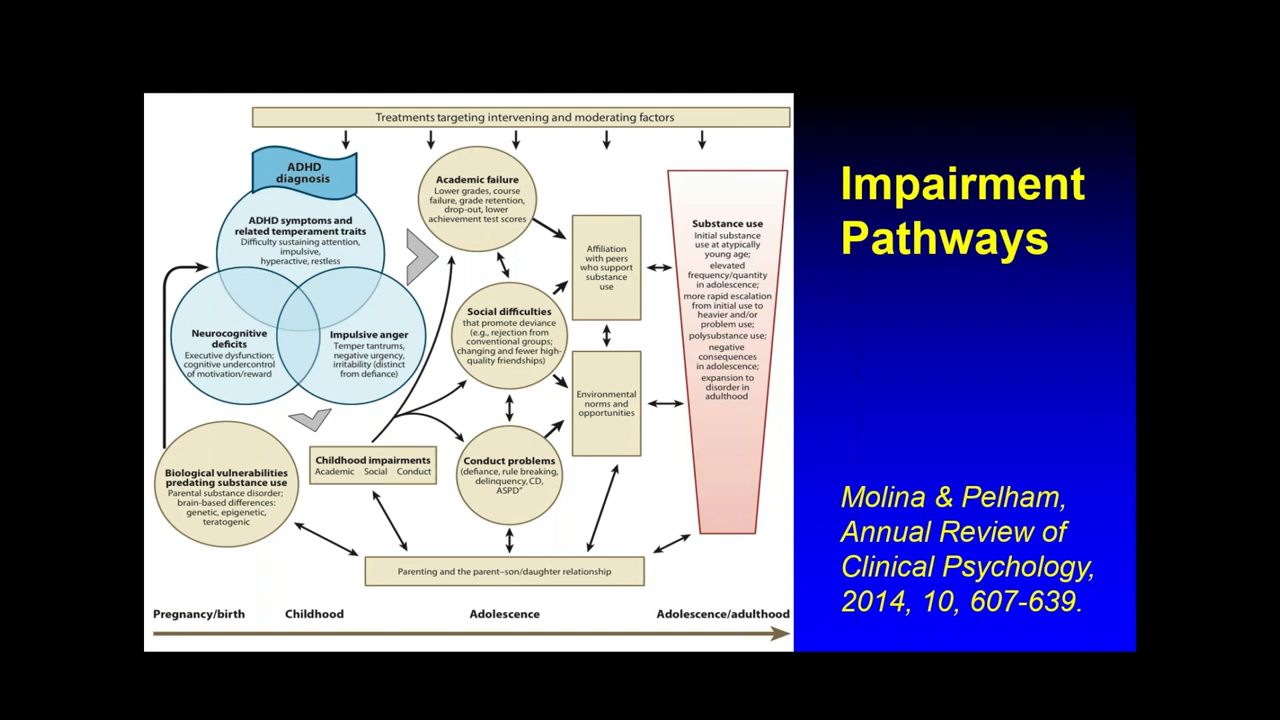 Treatments targeting intervening and moderating factors
ADHD
diagnosis
ADHD symptoms and
related temperament traits
Difficulty sustaining attention,
impulsive,
hyperactive, restless
Neurocognitive
deficits
Executive dysfunction;
cognitive undercontrol
of motivation/reward
Impulsive anger
Temper tantrums,
negative urgency,
irritability (distinct
from defiance)
Biological vulnerabilities
predating substance use
Parental substance disorder;
brain-based differences:
genetic, epigenetic,
teratogenic
Childhood impairments
Academic Social Conduct
Academic failure
Lower grades, course
failure, grade retention,
drop-out, lower
achievement test scores
Social difficulties
that promote deviance
(e.g., rejection from
conventional groups;
changing and fewer high-
quality friendships)
Conduct problems
(defiance, rule breaking,
delinquency, CD,
ASPD"
Affiliation
with peers
who support
substance
use
Environmental
norms and
opportunities
Substance use
Initial substance
use at atypically
young age;
elevated
frequency/quantity
in adolescence;
more rapid escalation
from initial use to
heavier and/or
problem use;
polysubstance use;
negative
consequences
in adolescence;
expansion to
disorder in
adulthood
Parenting and the parent–son/daughter relationship
Pregnancy/birth Childhood Adolescence Adolescence/adulthood
Impairment
Pathways
Molina & Pelham,
Annual Review of
Clinical Psychology,
2014, 10, 607-639.